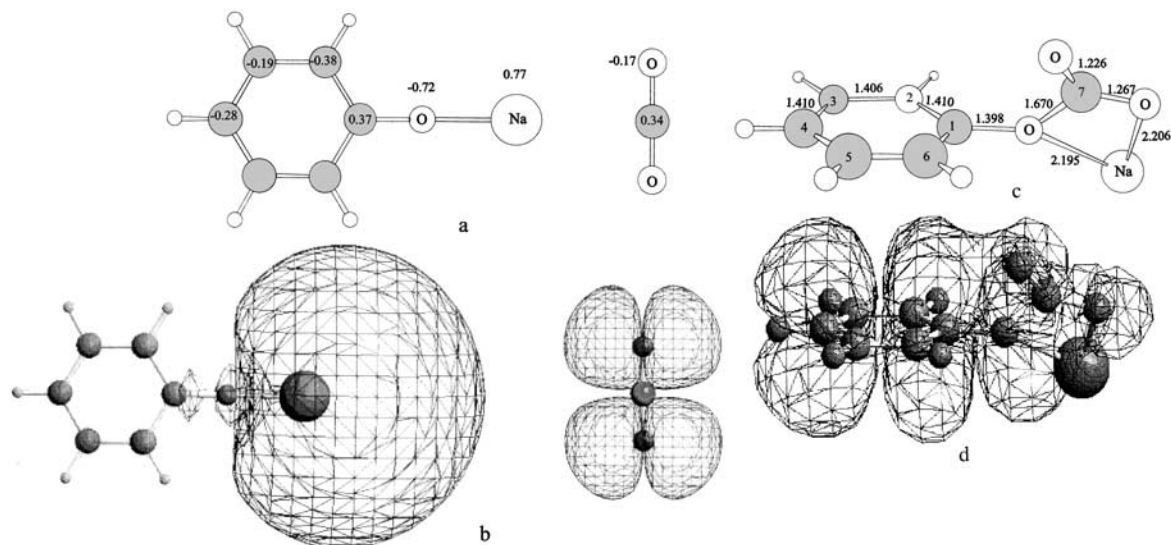 -0.19 -0.38
-0.72 0.77
-0.28 0.37 O Na
a
-0.17 O
0.34
O
O 1.226
7 1.267
1.406
3 2 1.410 1.670 O
1.410
4 1 1.398 O 2.206
5 6 2.195 Na
c
b
d